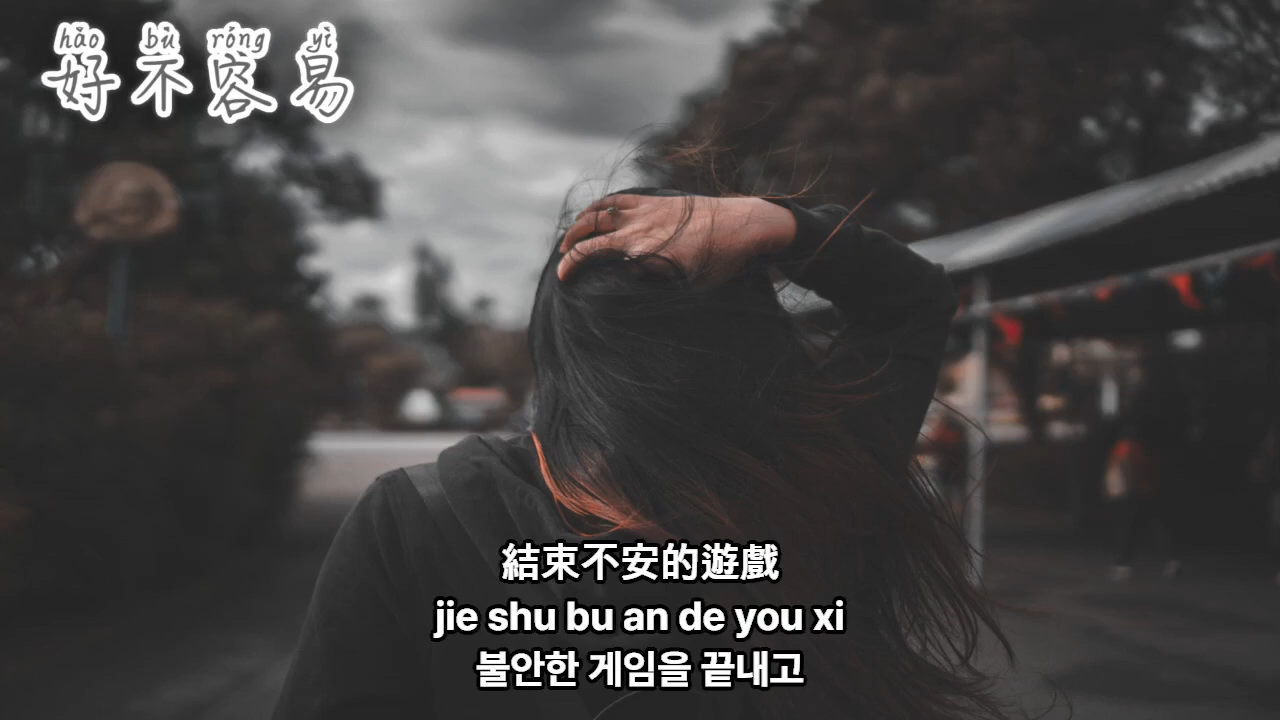 hǎo bù róng yì
好不容易
結束不安的遊戲
jie shu bu an de you xi
불안한 게임을 끝내고